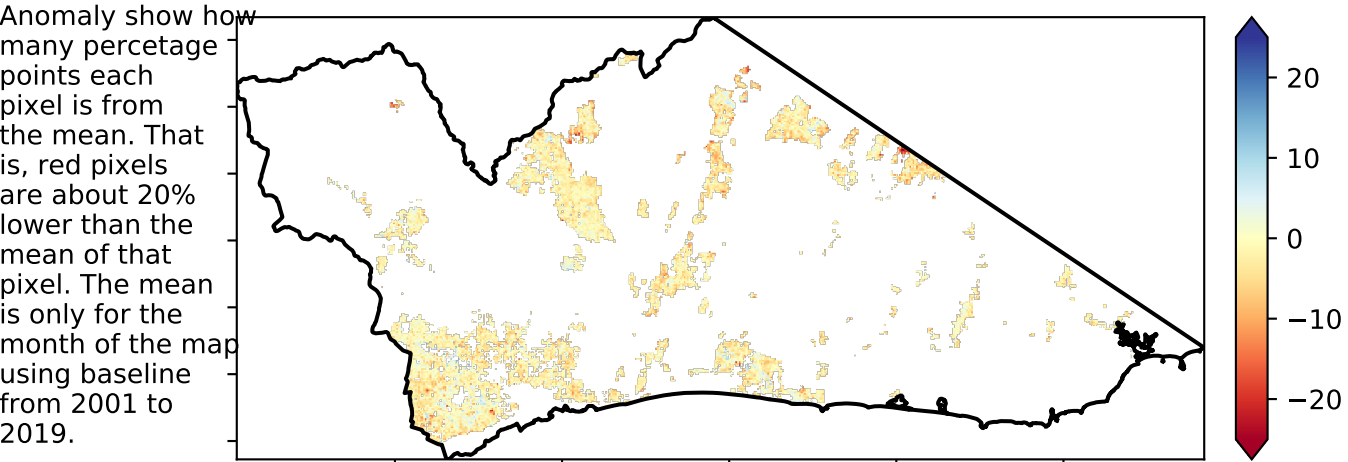 Anomaly show how
many percetage
points each
pixel is from
the mean. That
is, red pixels
are about 20%
lower than the
mean of that
pixel. The mean
is only for the
month of the map
using baseline
from 2001 to
2019.
20
10
0
−10
−20